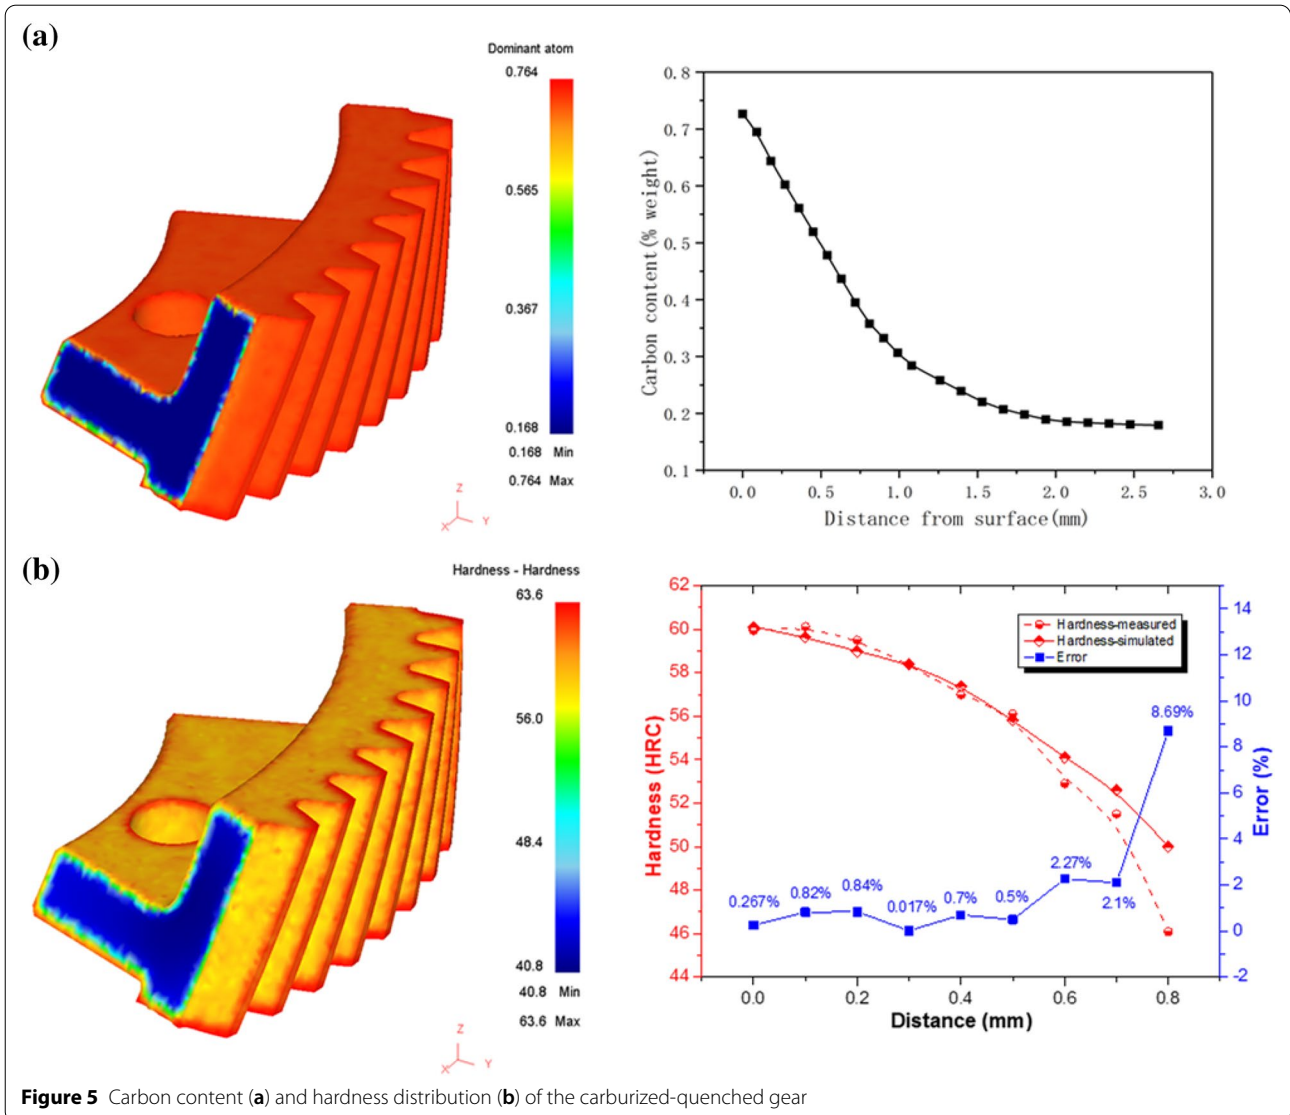 (a)
Dominant atom
0.764
0.565
0.367
0.168
0.168 Min
0.764 Max
Z
X Y
0.8
0.7
0.6
0.5
0.4
0.3
0.2
0.1
Carbon content(% weight)
0.0 0.5 1.0 1.5 2.0 2.5 3.0
Distance from surface(mm)
(b)
Hardness - Hardness
63.6
56.0
48.4
40.8
40.8 Min
63.6 Max
Z
X Y
62
60
58
56
54
52
50
48
46
44
Hardness (HRC)
Hardness-measured
Hardness-simulated
Error
0.267%
0.82%
0.84%
0.017%
0.7%
0.5%
2.27%
2.1%
8.69%
14
12
10
8
6
4
2
0
-2
Error (%)
0.0 0.2 0.4 0.6 0.8
Distance (mm)
Figure 5 Carbon content (a) and hardness distribution (b) of the carburized-quenched gear